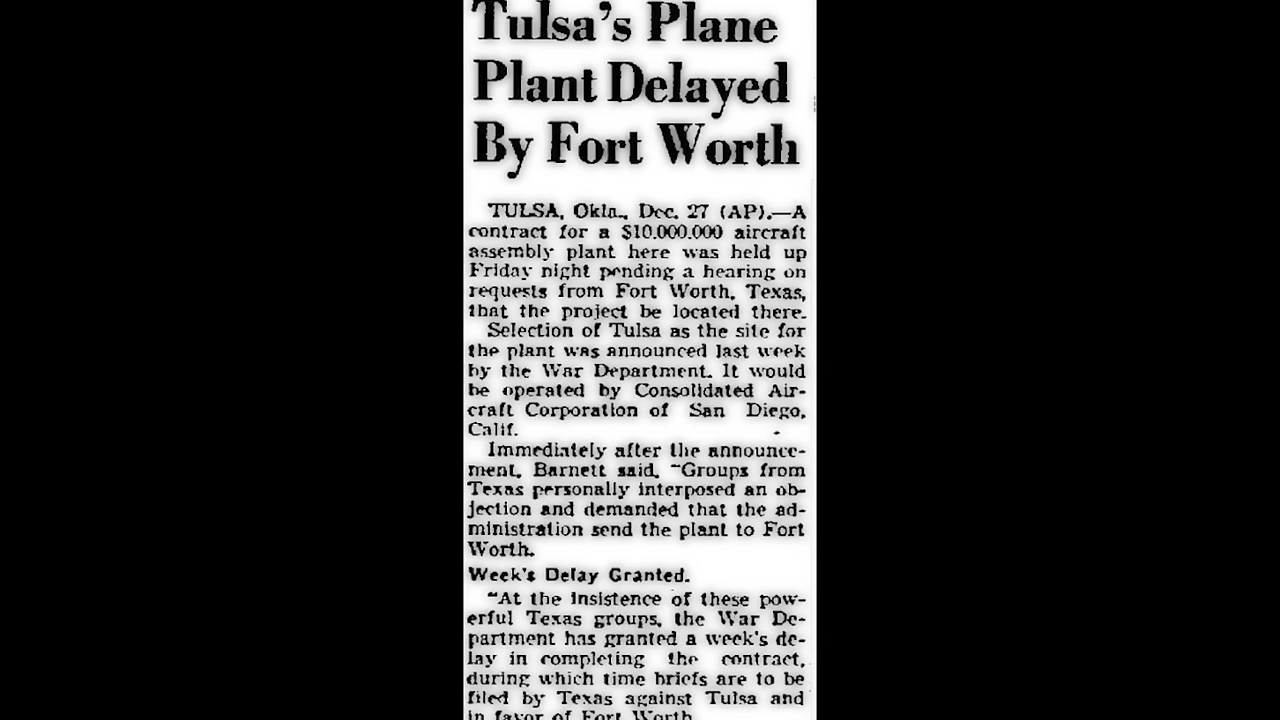 Tulsa's Plane
Plant Delayed
By Fort Worth
TULSA, Okla., Dec. 27 (AP).—A
contract for a $10,000,000 aircraft
assembly plant here was held up
Friday night pending a hearing on
requests from Fort Worth, Texas,
that the project be located there.
Selection of Tulsa as the site for
the plant was announced last week
by the War Department. It would
be operated by Consolidated Air-
craft Corporation of San Diego,
Calif.
Immediately after the announce-
ment, Barnett said, "Groups from
Texas personally interposed an ob-
jection and demanded that the ad-
ministration send the plant to Fort
Worth.
Week's Delay Granted.
"At the insistence of these pow-
erful Texas groups, the War De-
partment has granted a week's de-
lay in completing the contract,
during which time briefs are to be
filed by Texas against Tulsa and
in favor of Fort Worth